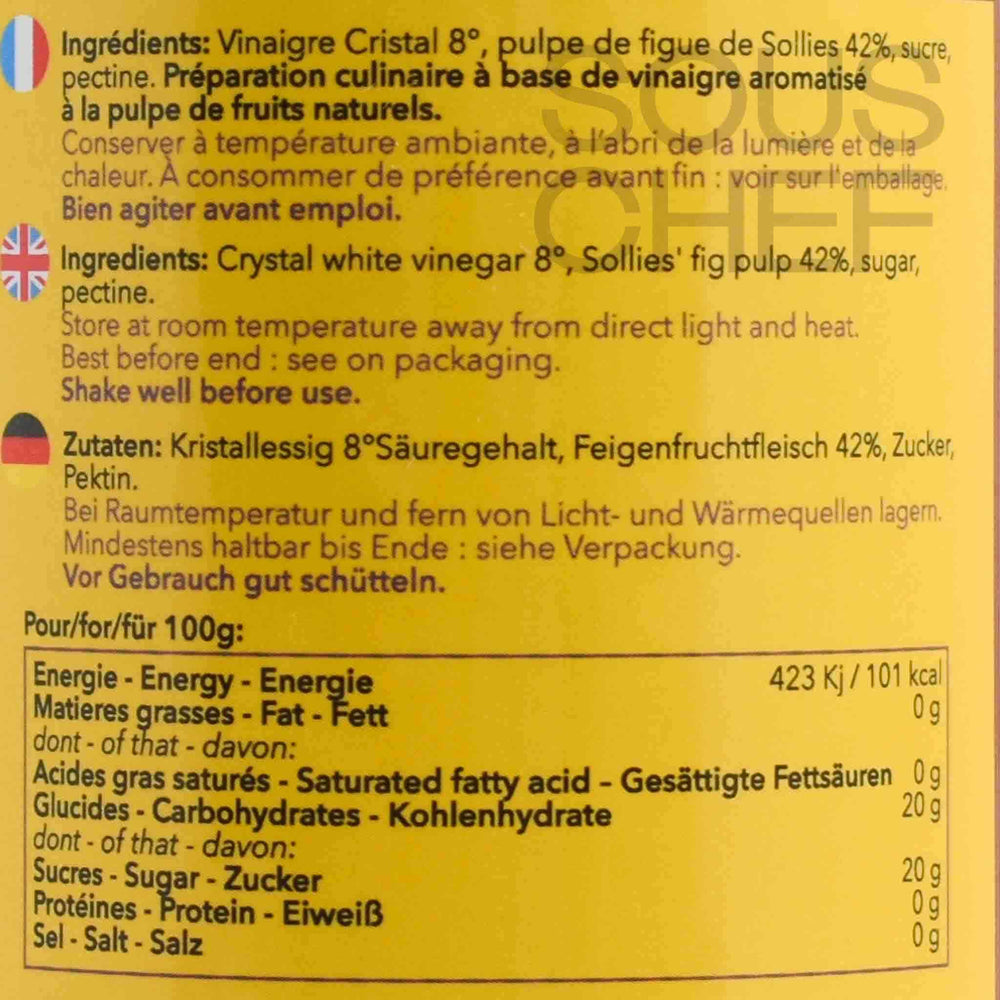 Ingrédients: Vinaigre Cristal 8°, pulpe de figue de Sollies 42%, sucre,
pectine. Préparation culinaire à base de vinaigre aromatisé
à la pulpe de fruits naturels.
Conserver à température ambiante, à l'abri de la lumière et de la
chaleur. À consommer de préférence avant fin : voir sur l'emballage.
Bien agiter avant emploi.
SOUS
CHEF
Ingredients: Crystal white vinegar 8°, Sollies' fig pulp 42%, sugar,
pectine.
Store at room temperature away from direct light and heat.
Best before end : see on packaging.
Shake well before use.
Zutaten: Kristallessig 8°Säuregehalt, Feigenfruchtfleisch 42%, Zucker,
Pektin.
Bei Raumtemperatur und fern von Licht- und Wärmequellen lagern.
Mindestens haltbar bis Ende : siehe Verpackung.
Vor Gebrauch gut schütteln.
Pour/for/für 100g:
Energie - Energy - Energie 423 Kj / 101 kcal
Matieres grasses - Fat - Fett 0 g
dont - of that - davon:
Acides gras saturés - Saturated fatty acid - Gesättigte Fettsäuren 0 g
Glucides - Carbohydrates - Kohlenhydrate 20 g
dont - of that - davon:
Sucres - Sugar - Zucker 20 g
Protéines - Protein - Eiweiß 0 g
Sel - Salt - Salz 0 g